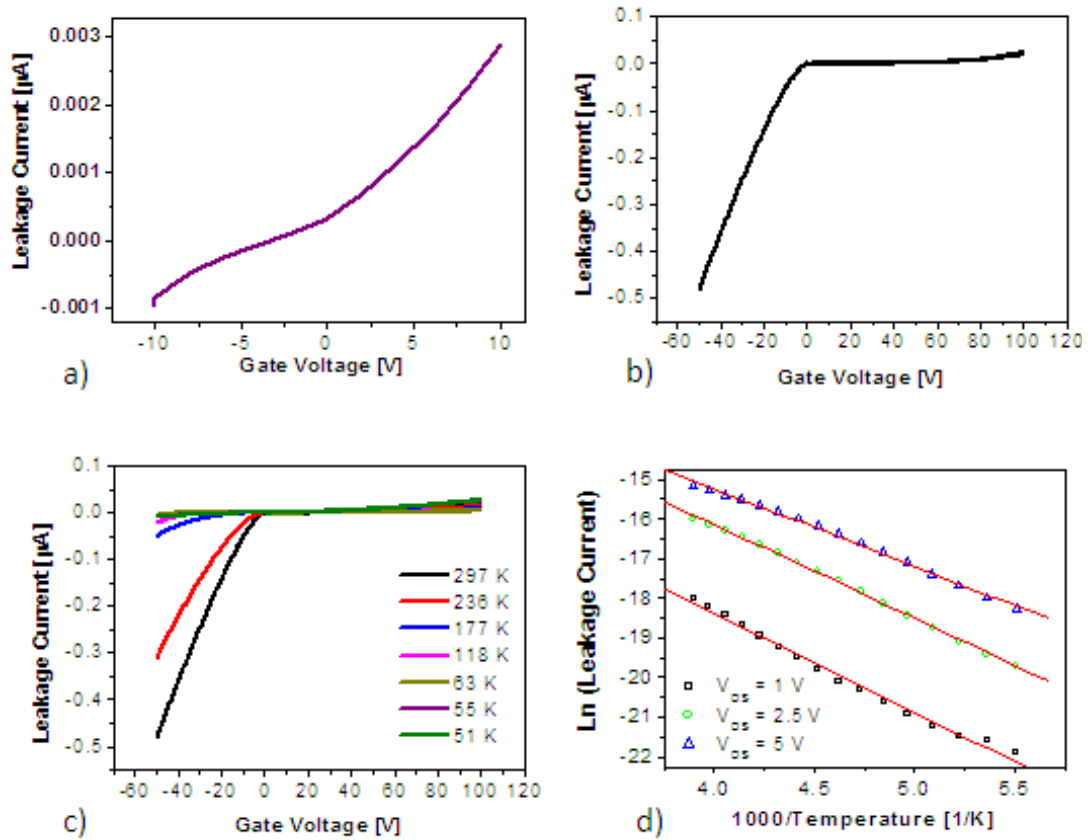 0.003
0.002
0.001
0.000
-0.001
Leakage Current [µA]
-10 -5 0 5 10
Gate Voltage [V]
a)
0.1
0.0
-0.1
-0.2
-0.3
-0.4
-0.5
Leakage Current [µA]
-60 -40 -20 0 20 40 60 80 100
Gate Voltage [V]
b)
0.1
0.0
-0.1
-0.2
-0.3
-0.4
-0.5
Leakage Current [µA]
297 K
236 K
177 K
118 K
63 K
55 K
51 K
-60 -40 -20 0 20 40 60 80 100 120
Gate Voltage [V]
c)
-15
-16
-17
-18
-19
-20
-21
-22
Ln (Leakage Current)
V = 1 V
V = 2.5 V
V = 5 V
4.0 4.5 5.0 5.5
1000/Temperature [1/K]
d)